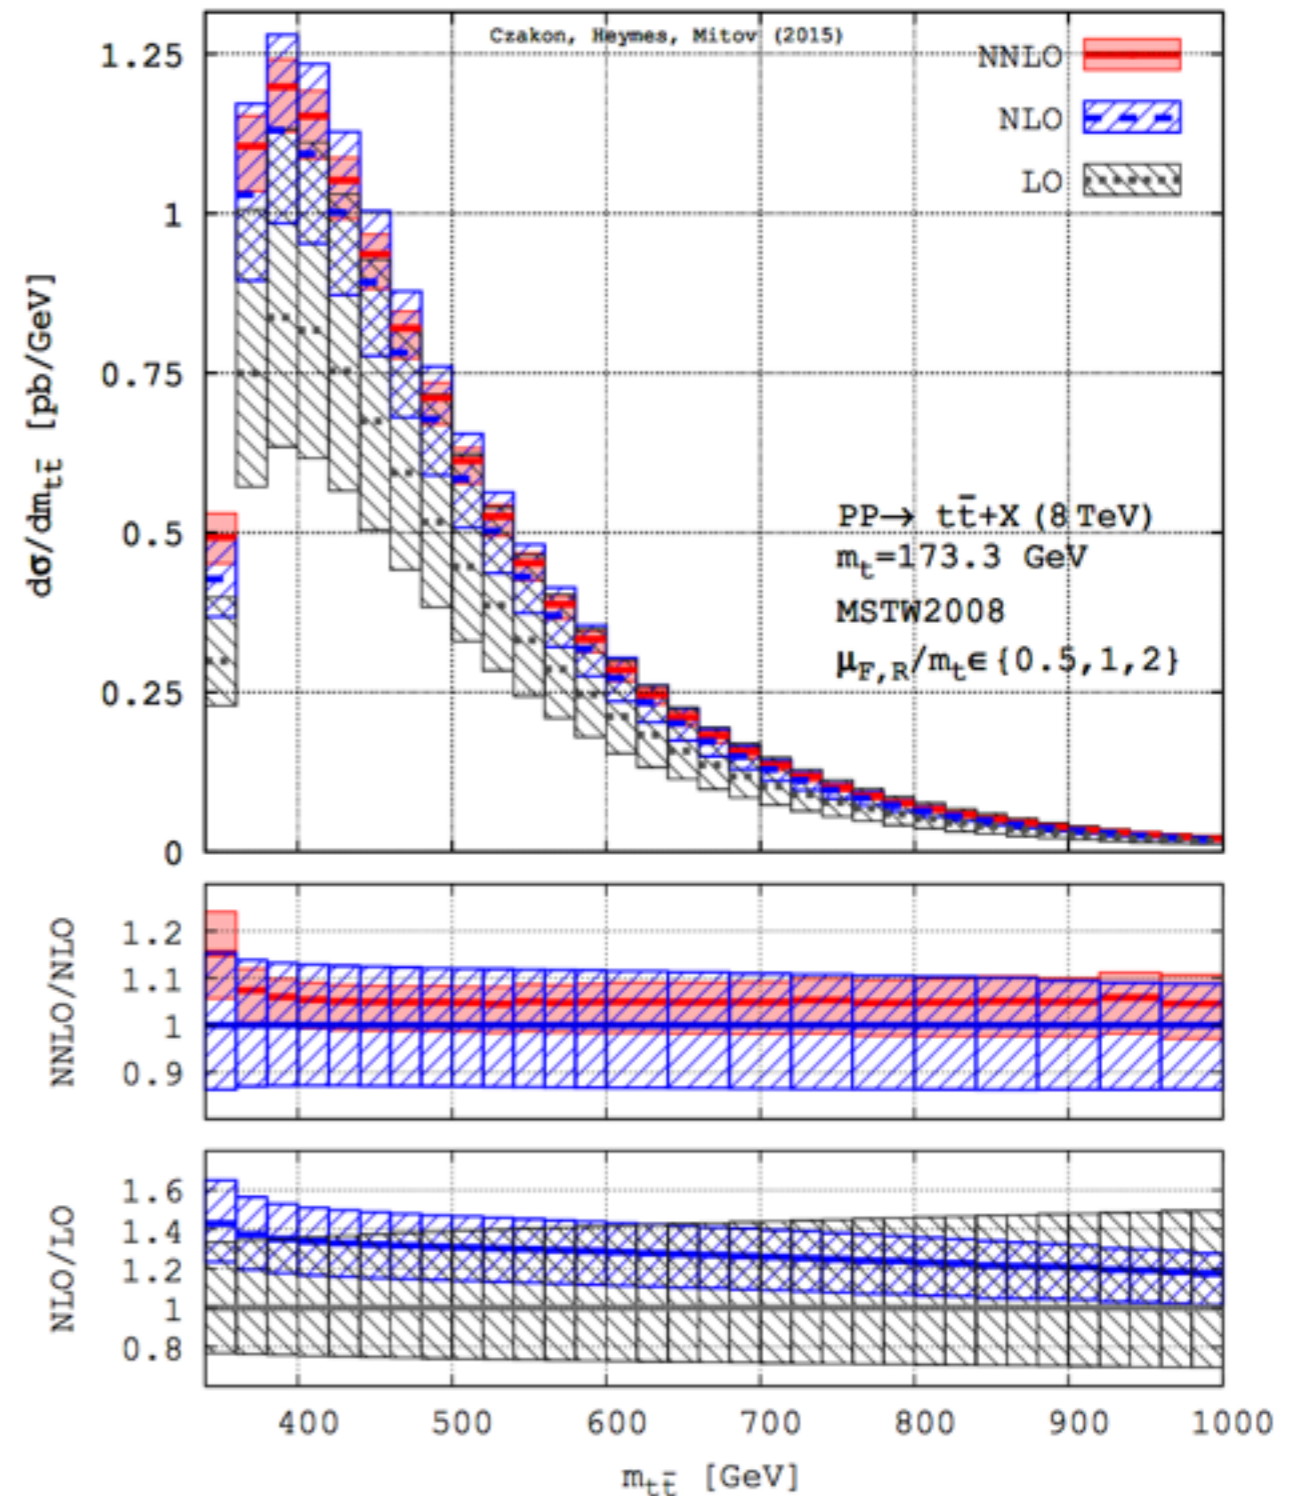 Czakon, Heymes, Mitov (2015)
NNLO
NLO
LO
1.25
1
0.75
0.5
0.25
0
dσ/dm_tt̄ [pb/GeV]
PP→ tt̄+X (8 TeV)
m_t=173.3 GeV
MSTW2008
μ_F,R/m_t∈{0.5,1,2}
NNLO/NLO
1.2
1.1
1
0.9
NLO/LO
1.6
1.4
1.2
1
0.8
400 500 600 700 800 900 1000
m_tt̄ [GeV]